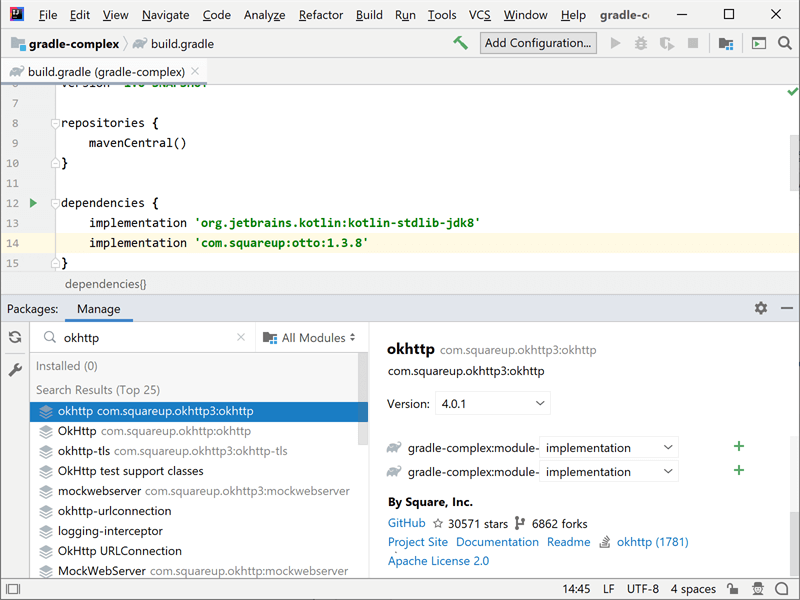 File Edit View Navigate Code Analyze Refactor Build Run Tools VCS Window Help gradle-c
gradle-complex build.gradle
Add Configuration...
build.gradle (gradle-complex)
7
8 repositories {
9 mavenCentral()
10 }
11
12 dependencies {
13 implementation 'org.jetbrains.kotlin:kotlin-stdlib-jdk8'
14 implementation 'com.squareup:otto:1.3.8'
15 }
dependencies{}
Packages: Manage
okhttp
All Modules
Installed (0)
Search Results (Top 25)
okhttp com.squareup.okhttp3:okhttp
OkHttp com.squareup.okhttp:okhttp
okhttp-tls com.squareup.okhttp3:okhttp-tls
OkHttp test support classes
mockwebserver com.squareup.okhttp3:mockwebserver
okhttp-urlconnection
logging-interceptor
OkHttp URLConnection
MockWebServer com.squareup.okhttp:mockwebserver
okhttp com.squareup.okhttp3:okhttp
com.squareup.okhttp3:okhttp
Version: 4.0.1
gradle-complex:module- implementation
gradle-complex:module- implementation
By Square, Inc.
GitHub 30571 stars 6862 forks
Project Site Documentation Readme okhttp (1781)
Apache License 2.0
14:45 LF UTF-8 4 spaces